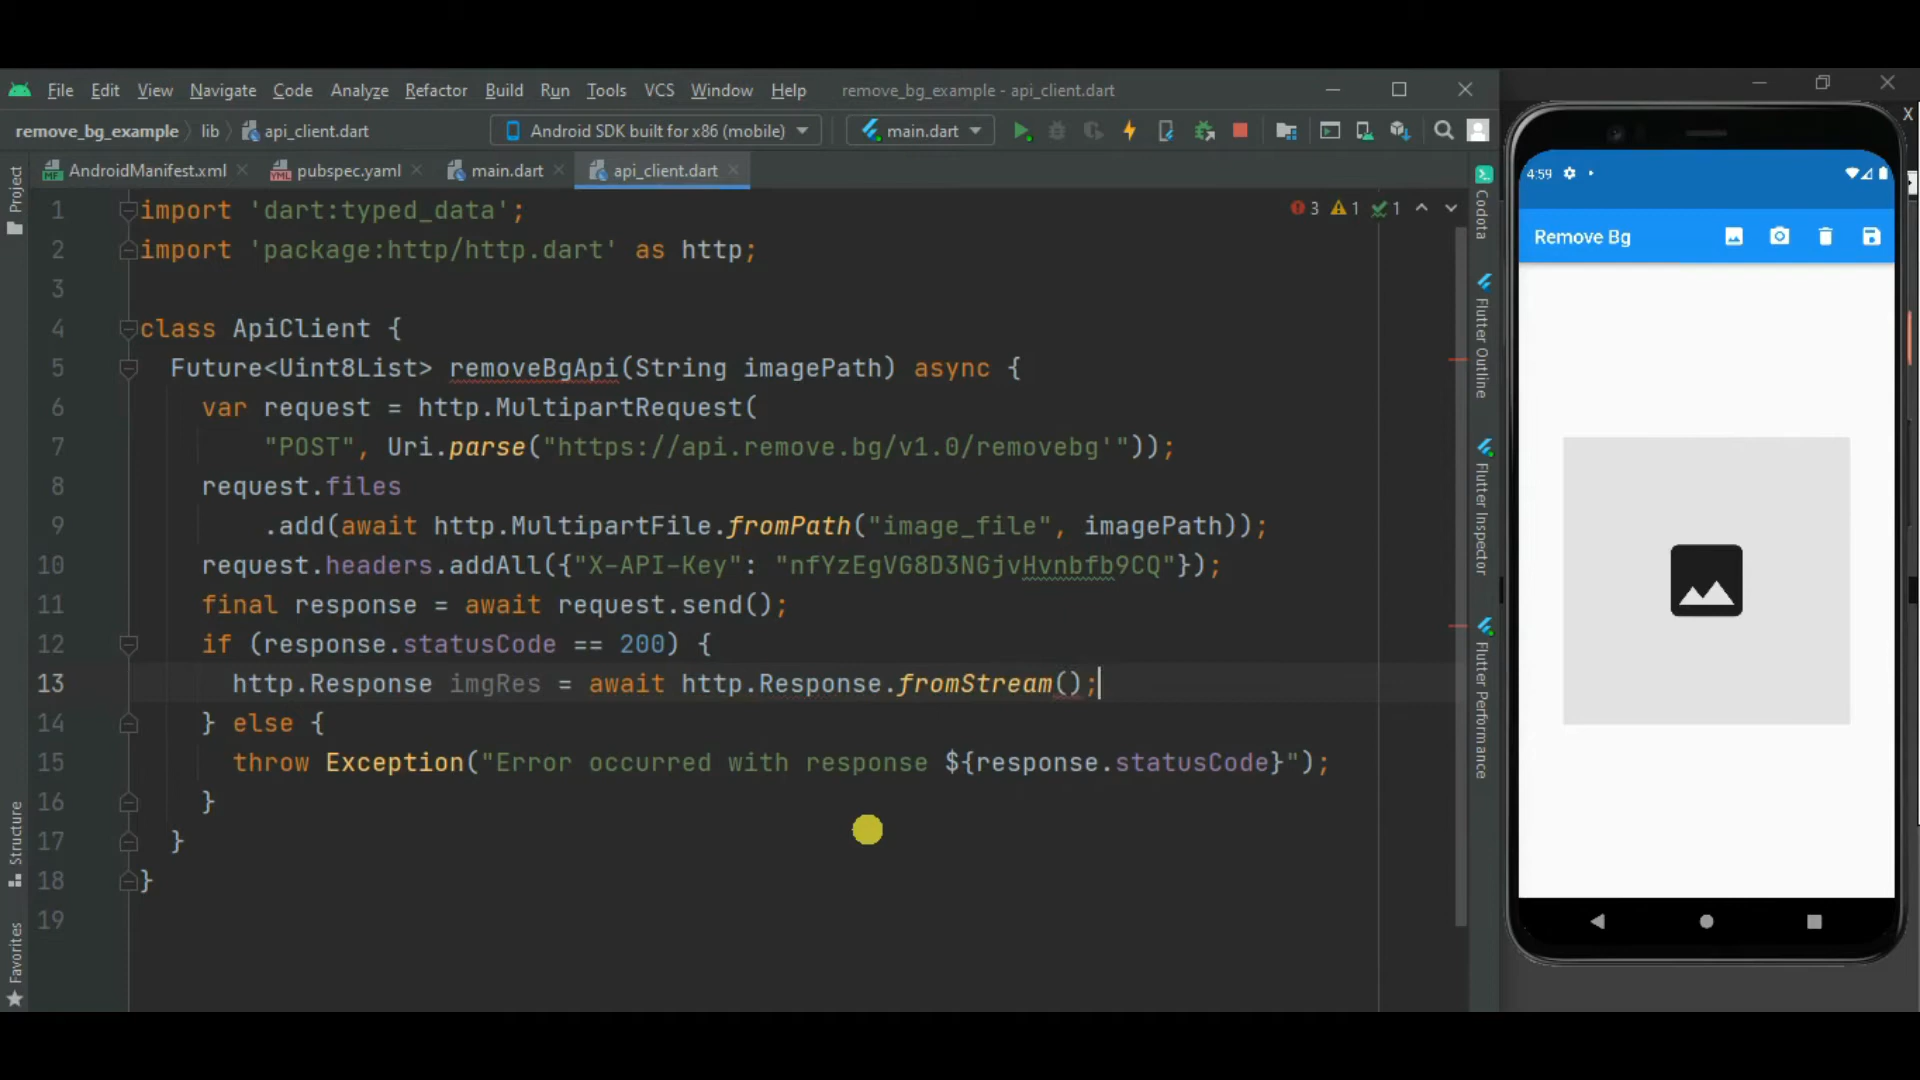 File Edit View Navigate Code Analyze Refactor Build Run Tools VCS Window Help remove_bg_example - api_client.dart
remove_bg_example lib api_client.dart Android SDK built for x86 (mobile) main.dart
AndroidManifest.xml pubspec.yaml main.dart api_client.dart
3 1 1
1 import 'dart:typed_data';
2 import 'package:http/http.dart' as http;
3
4 class ApiClient {
5 Future<Uint8List> removeBgApi(String imagePath) async {
6 var request = http.MultipartRequest(
7 "POST", Uri.parse("https://api.remove.bg/v1.0/removebg'"));
8 request.files
9 .add(await http.MultipartFile.fromPath("image_file", imagePath));
10 request.headers.addAll({"X-API-Key": "nfYzEgVG8D3NGjvHvnbfb9CQ"});
11 final response = await request.send();
12 if (response.statusCode == 200) {
13 http.Response imgRes = await http.Response.fromStream();
14 } else {
15 throw Exception("Error occurred with response ${response.statusCode}");
16 }
17 }
18 }
19
Project
Structure
Favorites
Codota
Flutter Outline
Flutter Inspector
Flutter Performance
X
4:59
Remove Bg